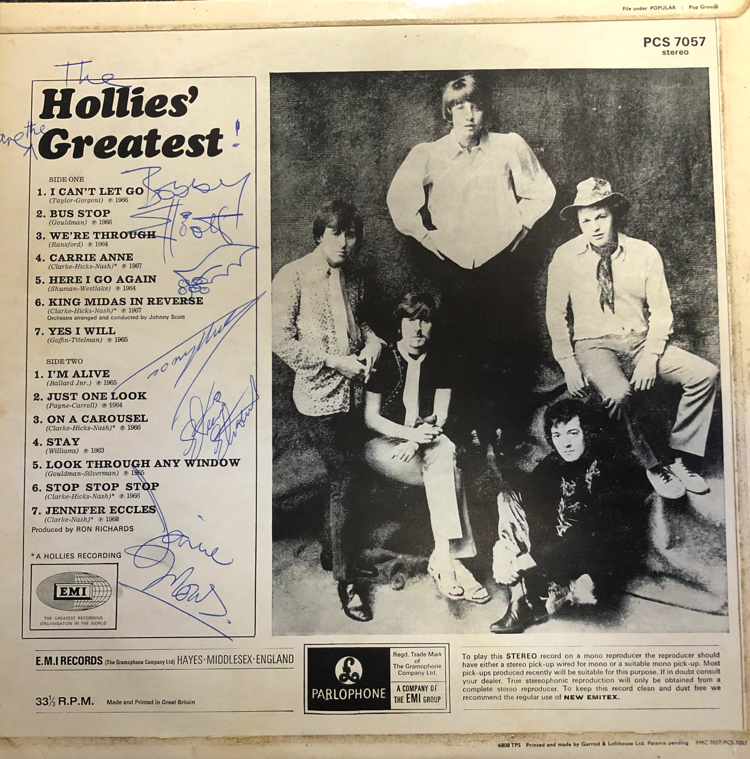 File under POPULAR : Pop Groups
PCS 7057
stereo
The
Hollies'
are the
Greatest !
SIDE ONE
Bobby
1. I CAN'T LET GO
(Taylor-Gorgoni) ℗ 1966
Elliott
2. BUS STOP
(Gouldman) ℗ 1966
3. WE'RE THROUGH
(Ransford) ℗ 1964
4. CARRIE ANNE
(Clarke-Hicks-Nash)* ℗ 1967
5. HERE I GO AGAIN
(Shuman-Westlake) ℗ 1964
6. KING MIDAS IN REVERSE
(Clarke-Hicks-Nash)* ℗ 1967
Orchestra arranged and conducted by Johnny Scott
7. YES I WILL
(Goffin-Titelman) ℗ 1965
SIDE TWO
1. I'M ALIVE
(Ballard Jnr.) ℗ 1965
2. JUST ONE LOOK
(Payne-Carroll) ℗ 1964
3. ON A CAROUSEL
(Clarke-Hicks-Nash)* ℗ 1966
4. STAY
(Williams) ℗ 1963
5. LOOK THROUGH ANY WINDOW
(Gouldman-Silverman) ℗ 1965
6. STOP STOP STOP
(Clarke-Hicks-Nash)* ℗ 1966
7. JENNIFER ECCLES
(Clarke-Nash)* ℗ 1968
Produced by RON RICHARDS
*A HOLLIES RECORDING
EMI
THE GREATEST RECORDING
ORGANISATION IN THE WORLD
E.M.I RECORDS (The Gramophone Company Ltd) HAYES·MIDDLESEX·ENGLAND
33⅓ R.P.M. Made and Printed in Great Britain
PARLOPHONE
Regd. Trade Mark
of The
Gramophone
Company Ltd.
A COMPANY OF
THE EMI GROUP
To play this STEREO record on a mono reproducer the reproducer should
have either a stereo pick-up wired for mono or a suitable mono pick-up. Most
pick-ups produced recently will be suitable for this purpose. If in doubt consult
your dealer. True stereophonic reproduction will only be obtained from a
complete stereo reproducer. To keep this record clean and dust free we
recommend the regular use of NEW EMITEX.
6808 TPS Printed and made by Garrod & Lofthouse Ltd. Patents pending PMC 7057/PCS 7057